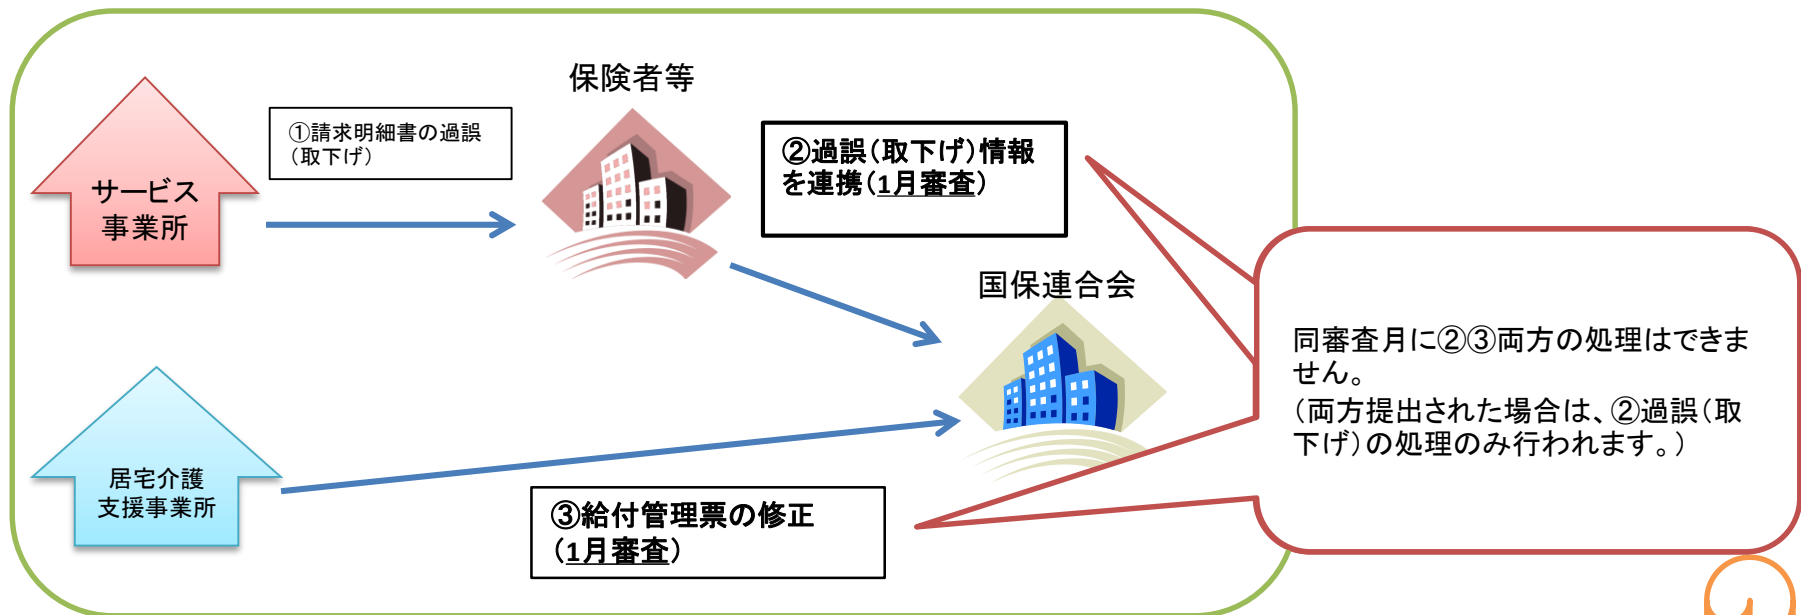 保険者等
①請求明細書の過誤
（取下げ）
サービス
事業所
②過誤（取下げ）情報
を連携（1月審査）
国保連合会
同審査月に②③両方の処理はできま
せん。
（両方提出された場合は、②過誤（取
下げ）の処理のみ行われます。）
居宅介護
支援事業所
③給付管理票の修正
（1月審査）